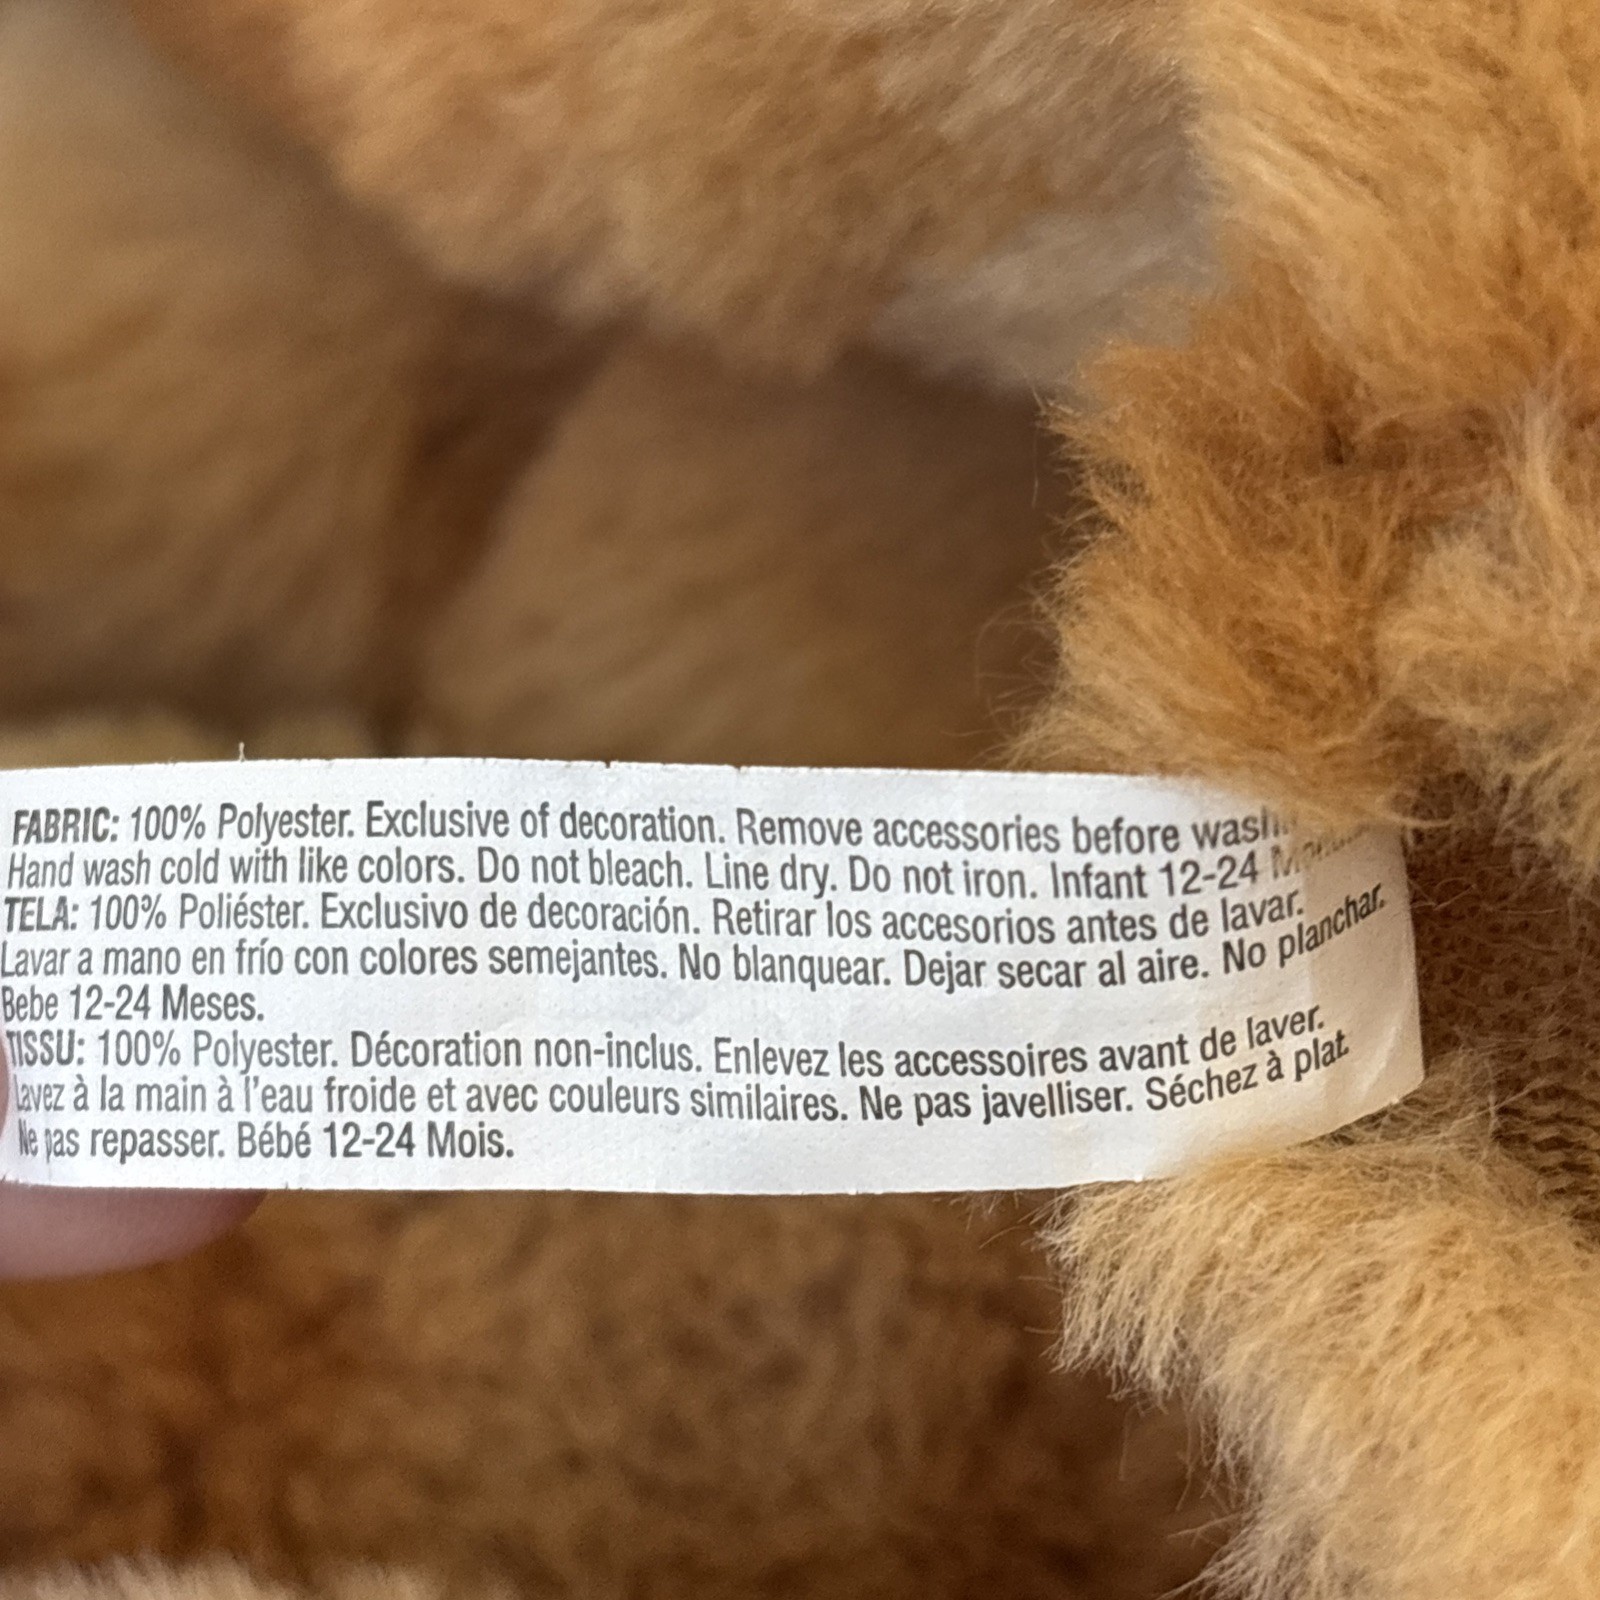 FABRIC: 100% Polyester. Exclusive of decoration. Remove accessories before
Hand wash cold with like colors. Do not bleach. Line dry. Do not iron. Infant 12-24
TELA: 100% Poliéster. Exclusivo de decoración. Retirar los accesorios antes de lavar.
Lavar a mano en frío con colores semejantes. No blanquear. Dejar secar al aire. No planchar.
Bebe 12-24 Meses.
TISSU: 100% Polyester. Décoration non-inclus. Enlevez les accessoires avant de laver.
Lavez à la main à l'eau froide et avec couleurs similaires. Ne pas javelliser. Séchez à plat
Ne pas repasser. Bébé 12-24 Mois.